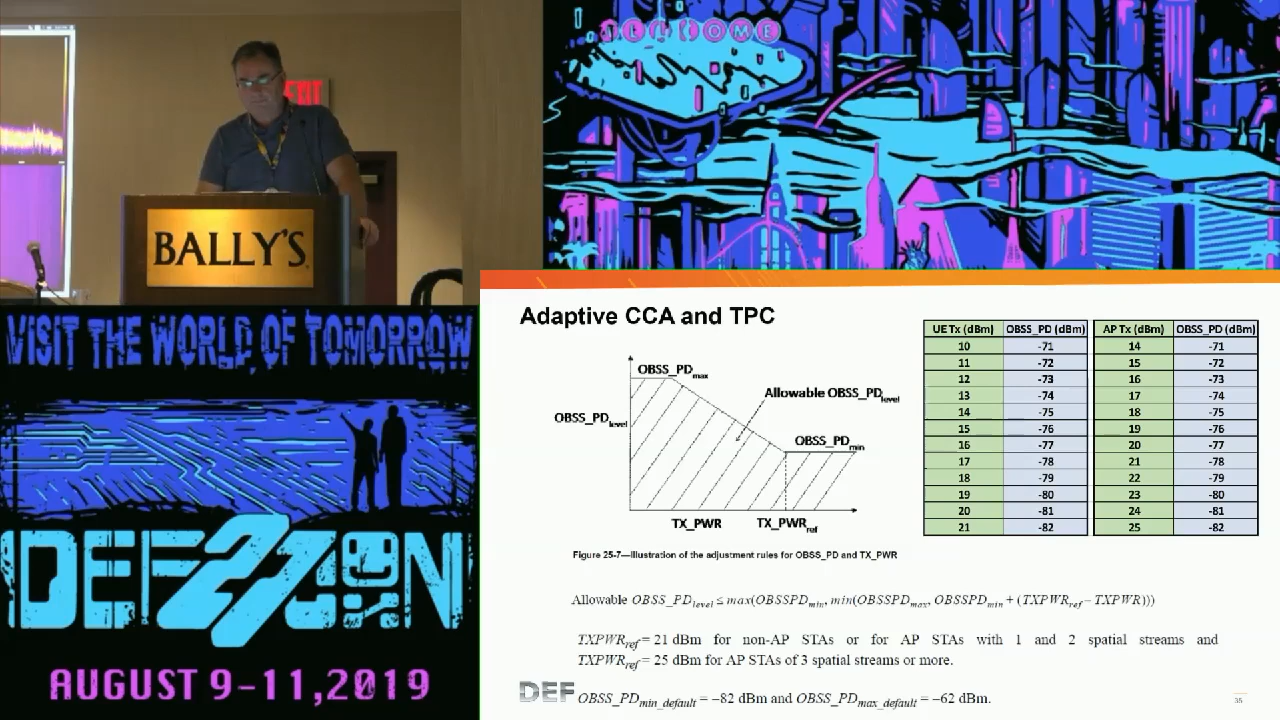 WELCOME
EXIT
BALLY'S
VISIT THE WORLD OF TOMORROW
DEF CON 27
AUGUST 9-11,2019
Adaptive CCA and TPC
OBSS_PDmax
Allowable OBSS_PDlevel
OBSS_PDlevel
OBSS_PDmin
TX_PWR TX_PWRref
Figure 25-7—Illustration of the adjustment rules for OBSS_PD and TX_PWR
UE Tx (dBm) OBSS_PD (dBm) AP Tx (dBm) OBSS_PD (dBm)
10 -71 14 -71
11 -72 15 -72
12 -73 16 -73
13 -74 17 -74
14 -75 18 -75
15 -76 19 -76
16 -77 20 -77
17 -78 21 -78
18 -79 22 -79
19 -80 23 -80
20 -81 24 -81
21 -82 25 -82
Allowable OBSS_PDlevel ≤ max(OBSSPDmin, min(OBSSPDmax, OBSSPDmin + (TXPWRref – TXPWR)))
TXPWRref = 21 dBm for non-AP STAs or for AP STAs with 1 and 2 spatial streams and
TXPWRref = 25 dBm for AP STAs of 3 spatial streams or more.
DEF OBSS_PDmin_default = –82 dBm and OBSS_PDmax_default = –62 dBm.
35